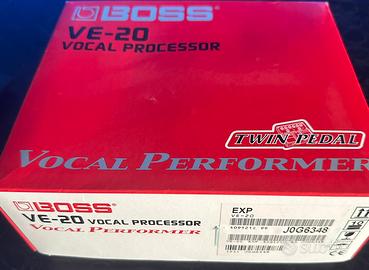 BOSS
VE-20
VOCAL PROCESSOR
TWIN PEDAL
VOCAL PERFORMER
BOSS
VE-20 VOCAL PROCESSOR
VOCAL PERFORMER
EXP
VE-20
J0G6348